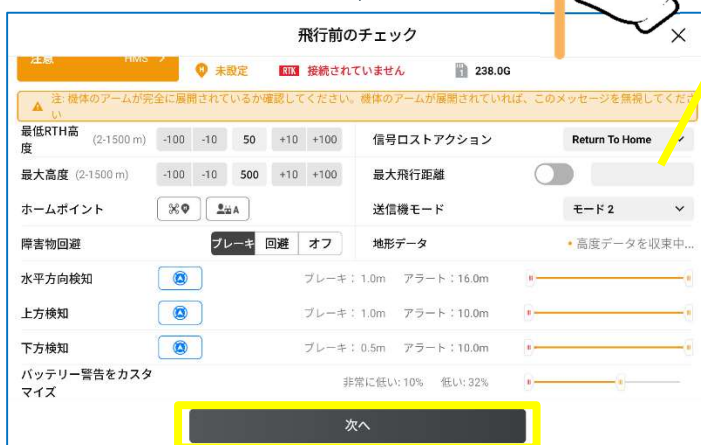 飛行前のチェック
注意 HMS
未設定 RTK 接続されていません 238.0G
注: 機体のアームが完全に展開されているか確認してください。機体のアームが展開されていれば、このメッセージを無視してください
最低RTH高度 (2-1500 m) -100 -10 50 +10 +100 信号ロストアクション Return To Home
最大高度 (2-1500 m) -100 -10 500 +10 +100 最大飛行距離
ホームポイント A 送信機モード モード 2
障害物回避 ブレーキ 回避 オフ 地形データ 高度データを収束中...
水平方向検知 ブレーキ: 1.0m アラート: 16.0m
上方検知 ブレーキ: 1.0m アラート: 10.0m
下方検知 ブレーキ: 0.5m アラート: 10.0m
バッテリー警告をカスタマイズ 非常に低い: 10% 低い: 32%
次へ